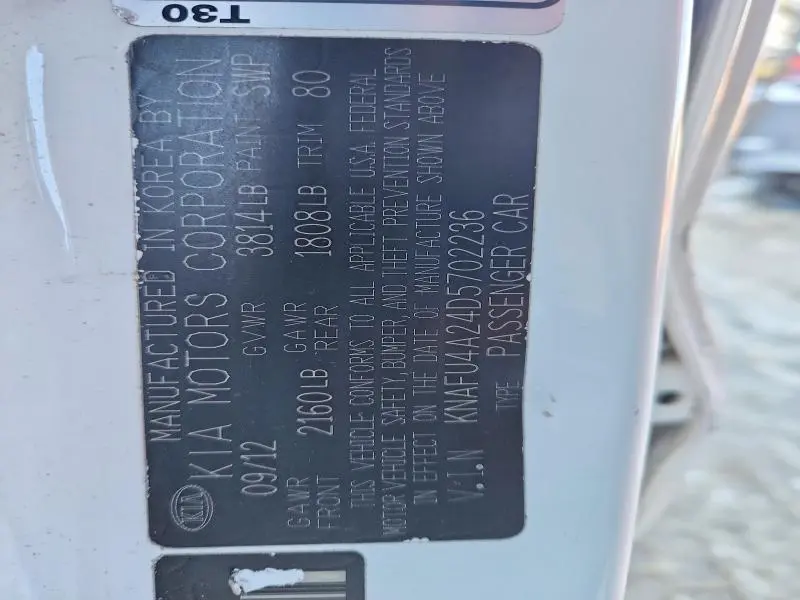 T30
MANUFACTURED IN KOREA BY
KIA MOTORS CORPORATION
09/12 GVWR 3814LB PAINT SWP
GAWR FRONT 2160LB GAWR REAR 1808LB TRIM 80
THIS VEHICLE CONFORMS TO ALL APPLICABLE U.S.A. FEDERAL
MOTOR VEHICLE SAFETY, BUMPER, AND THEFT PREVENTION STANDARDS
IN EFFECT ON THE DATE OF MANUFACTURE SHOWN ABOVE
V.I.N KNAFU4A24D5702236
TYPE PASSENGER CAR
KIA